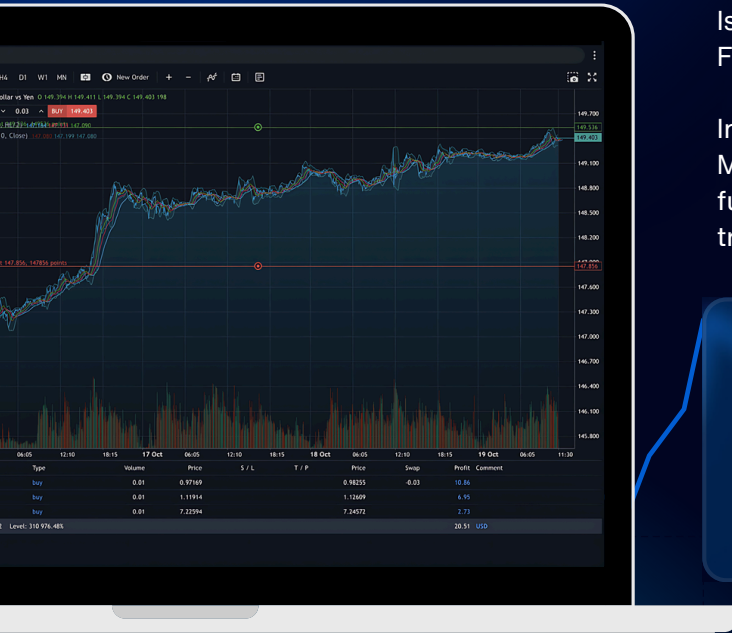 Is
F
In
M
fu
tr
H4 D1 W1 MN New Order + -
ollar vs Yen O 149.394 H 149.411 L 149.394 C 149.403 198
0.03 BUY 149.403
0, Close) 147.199 147.080
t 147.856, 147856 points
149.700
149.536
149.403
149.100
148.800
148.500
148.200
147.856
147.600
147.300
147.000
146.700
146.400
146.100
145.800
06:05 12:10 18:15 17 Oct 06:05 12:10 18:15 18 Oct 06:05 12:10 18:15 19 Oct 06:05 11:30
Type Volume Price S / L T / P Price Swap Profit Comment
buy 0.01 0.97169 0.98255 -0.03 10.86
buy 0.01 1.11914 1.12609 6.95
buy 0.01 7.22594 7.24572 2.73
Level: 310 976.48% 20.51 USD